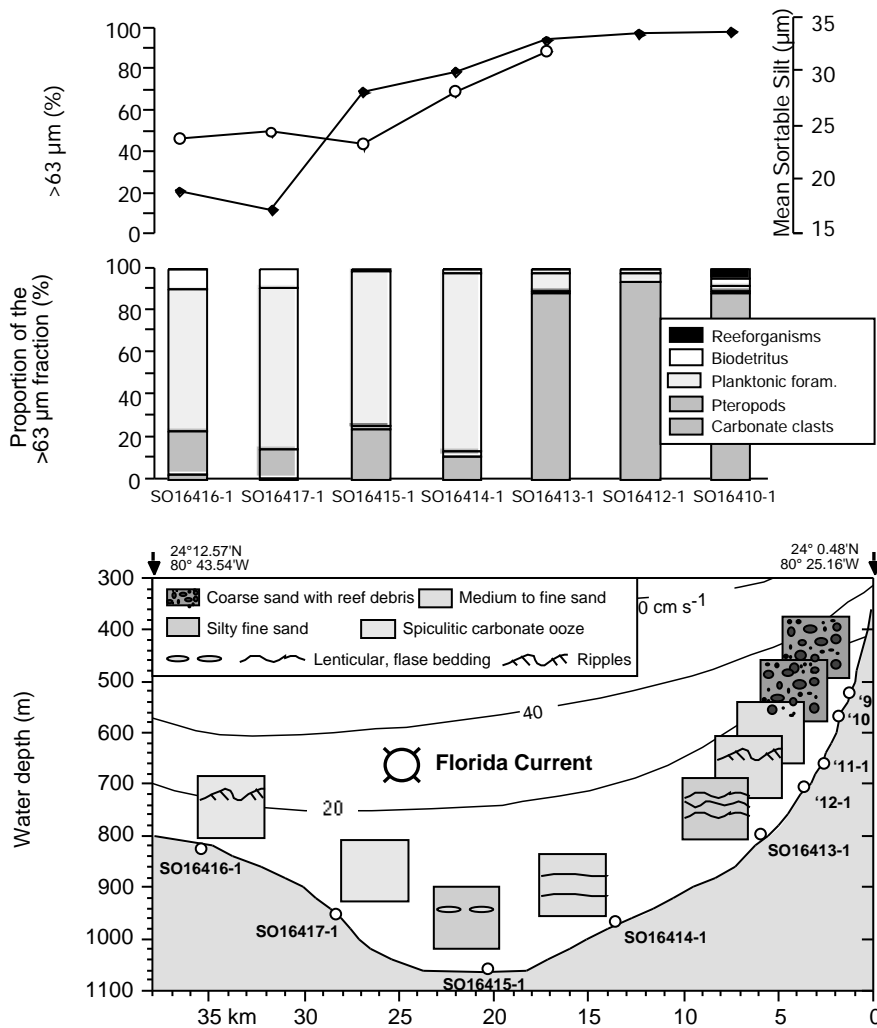 100
80
60
40
20
0
>63 µm (%)
35
30
25
20
15
Mean Sortable Silt (µm)
100
80
60
40
20
0
Proportion of the
>63 µm fraction (%)
Reeforganisms
Biodetritus
Planktonic foram.
Pteropods
Carbonate clasts
SO16416-1 SO16417-1 SO16415-1 SO16414-1 SO16413-1 SO16412-1 SO16410-1
24° 12.57'N
80° 43.54'W
24° 0.48'N
80° 25.16'W
300
400
500
600
700
800
900
1000
1100
Water depth (m)
Coarse sand with reef debris Medium to fine sand
Silty fine sand Spiculitic carbonate ooze
Lenticular, flase bedding Ripples
0 cm s-1
40
20
Florida Current
'9
'10
'11-1
'12-1
SO16413-1
SO16416-1
SO16417-1
SO16414-1
SO16415-1
35 km 30 25 20 15 10 5 0